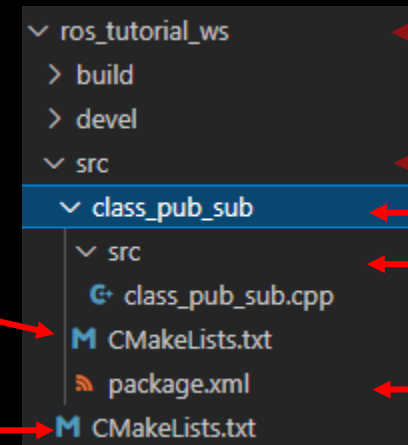 ros_tutorial_ws
build
devel
src
class_pub_sub
src
class_pub_sub.cpp
CMakeLists.txt
package.xml
CMakeLists.txt